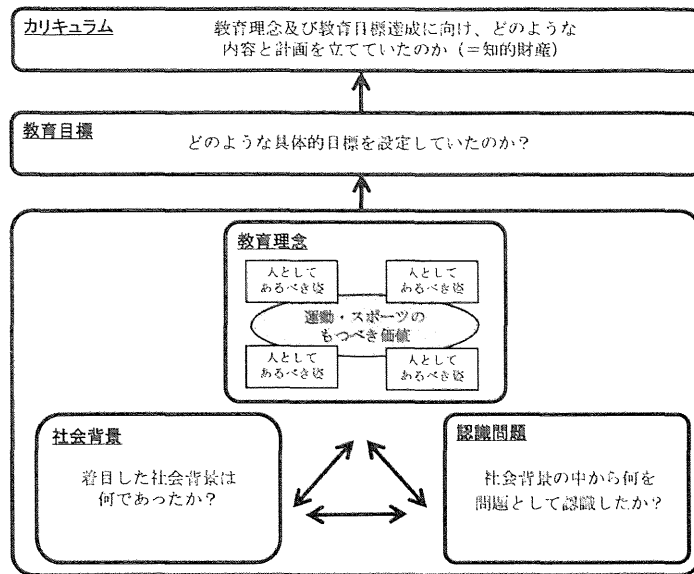 カリキュラム
教育理念及び教育目標達成に向け、どのような
内容と計画を立てていたのか（＝知的財産）
教育目標
どのような具体的目標を設定していたのか？
教育理念
人として
あるべき姿
人として
あるべき姿
運動・スポーツの
もつべき価値
人として
あるべき姿
人として
あるべき姿
社会背景
着目した社会背景は
何であったか？
認識問題
社会背景の中から何を
問題として認識したか？